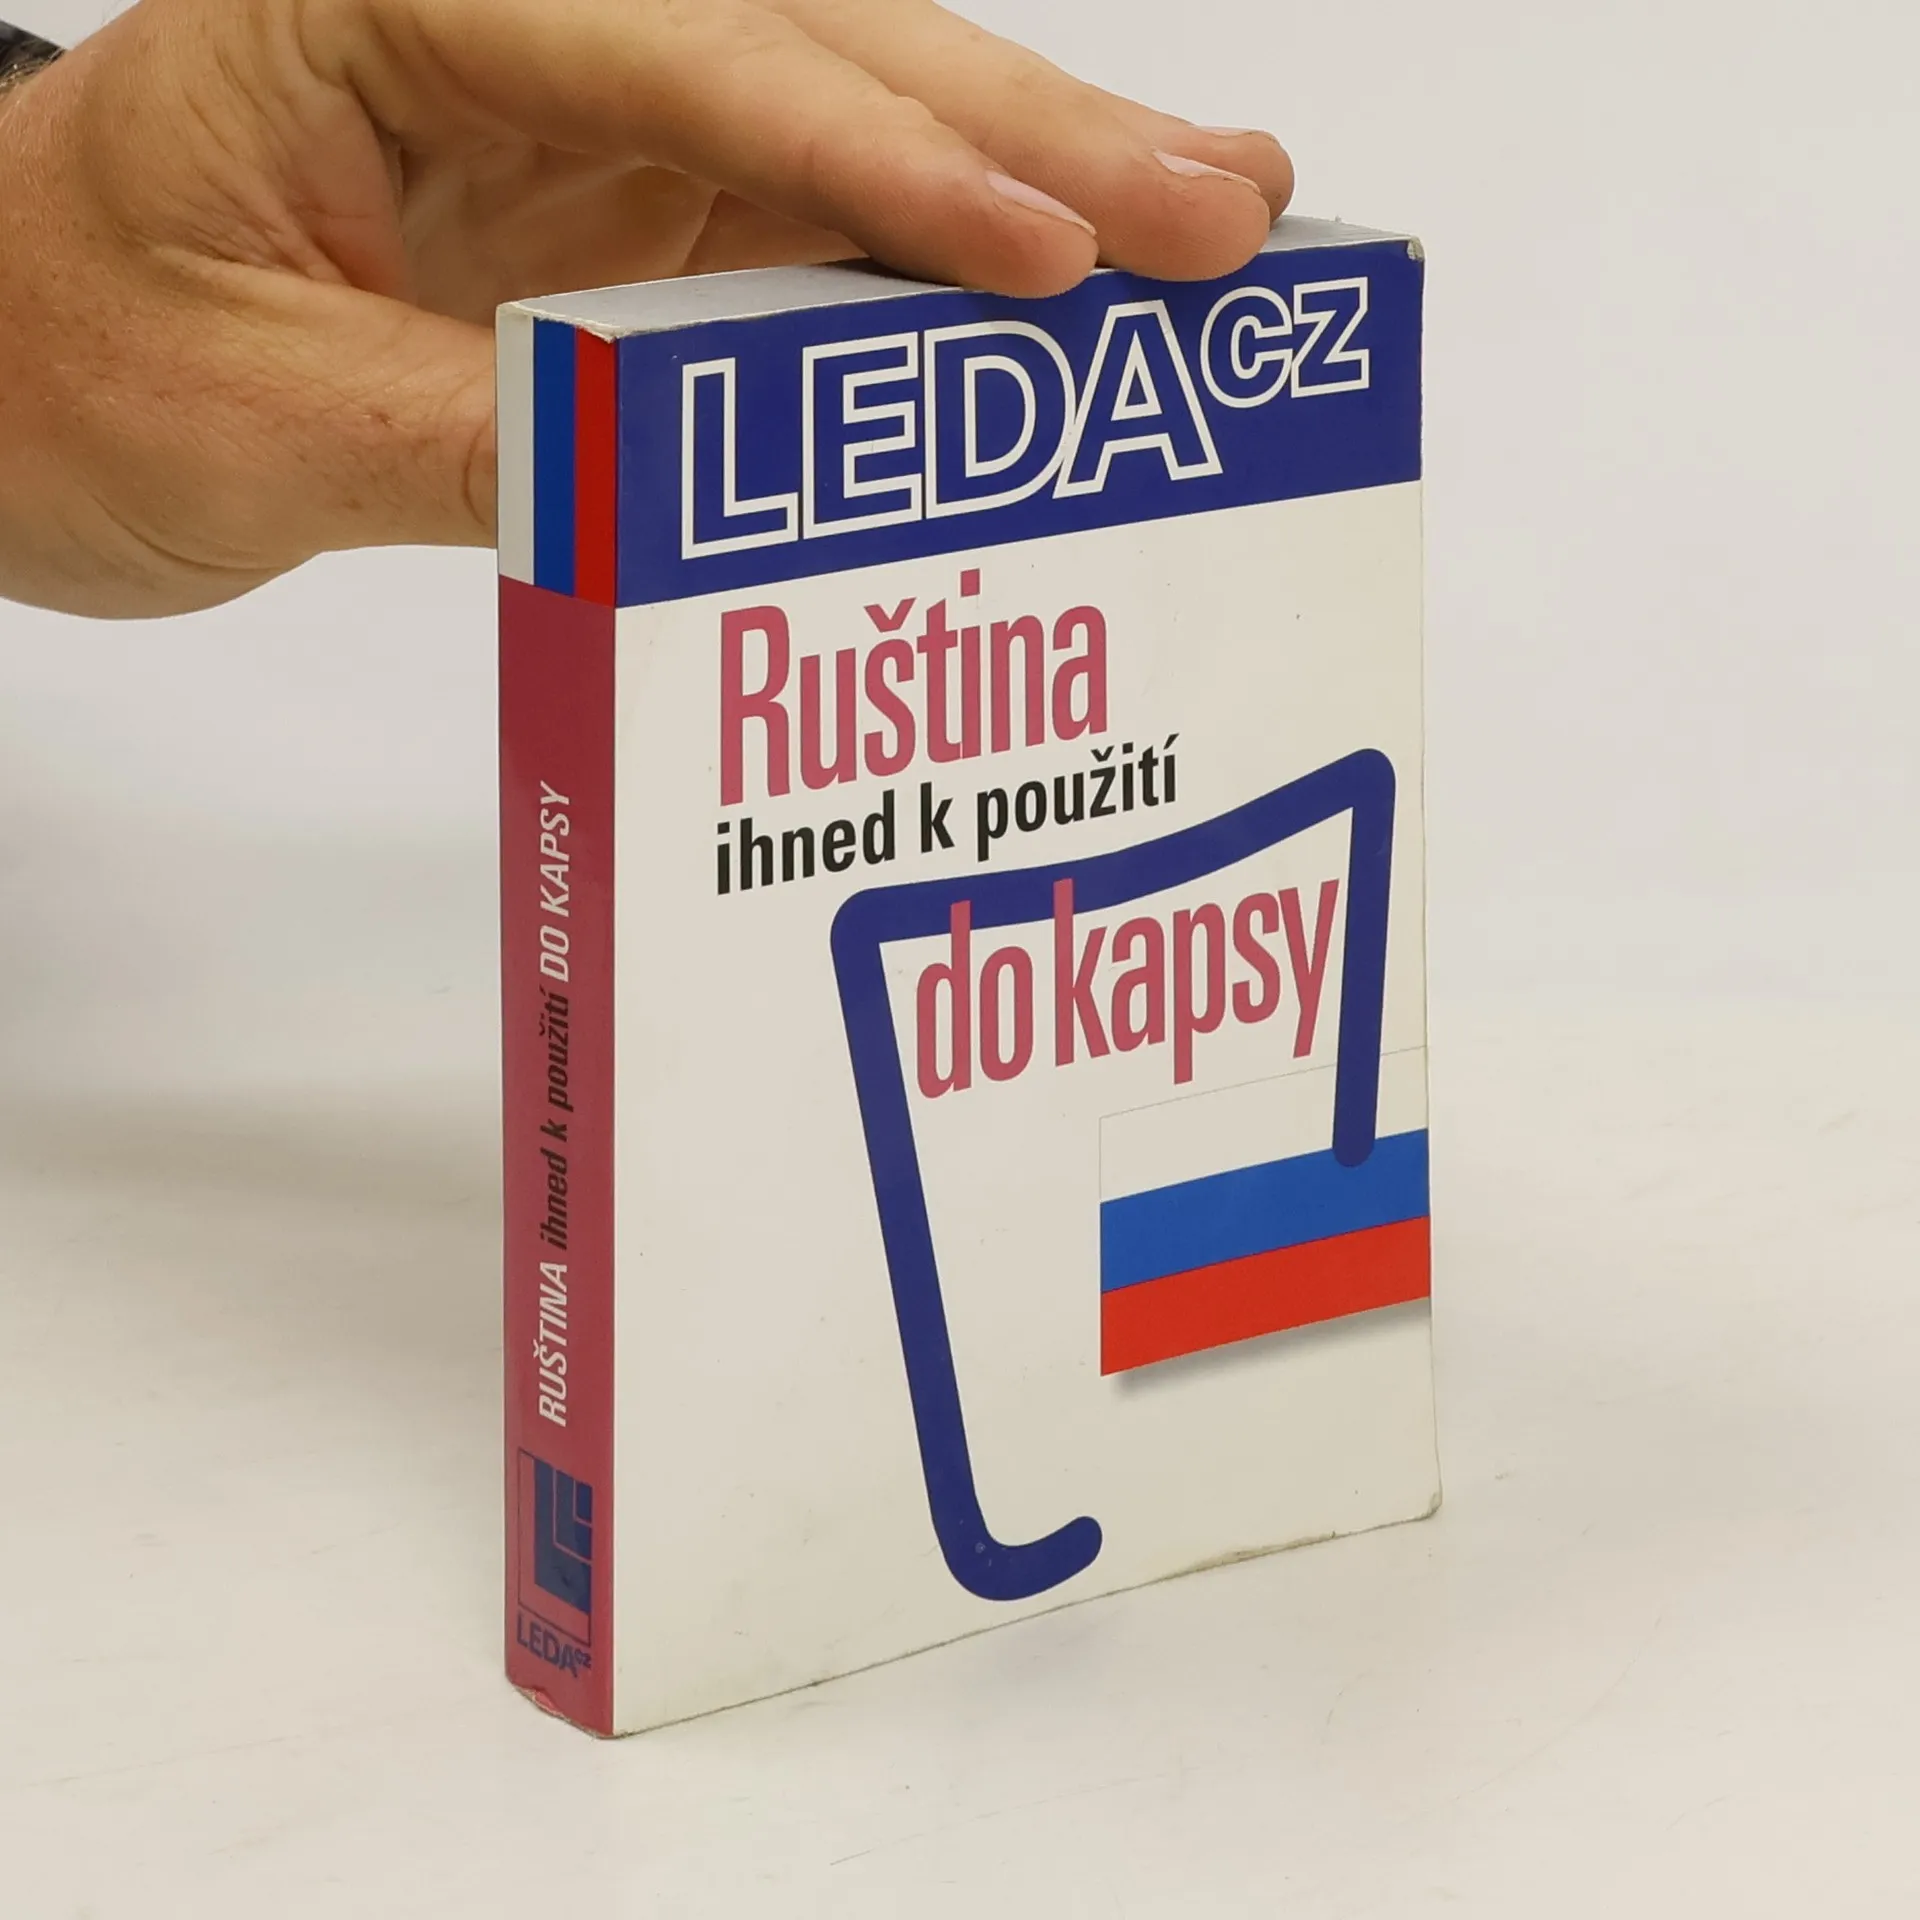 LEDA CZ
Ruština
ihned k použití
do kapsy
RUŠTINA ihned k použití DO KAPSY
LEDA cz